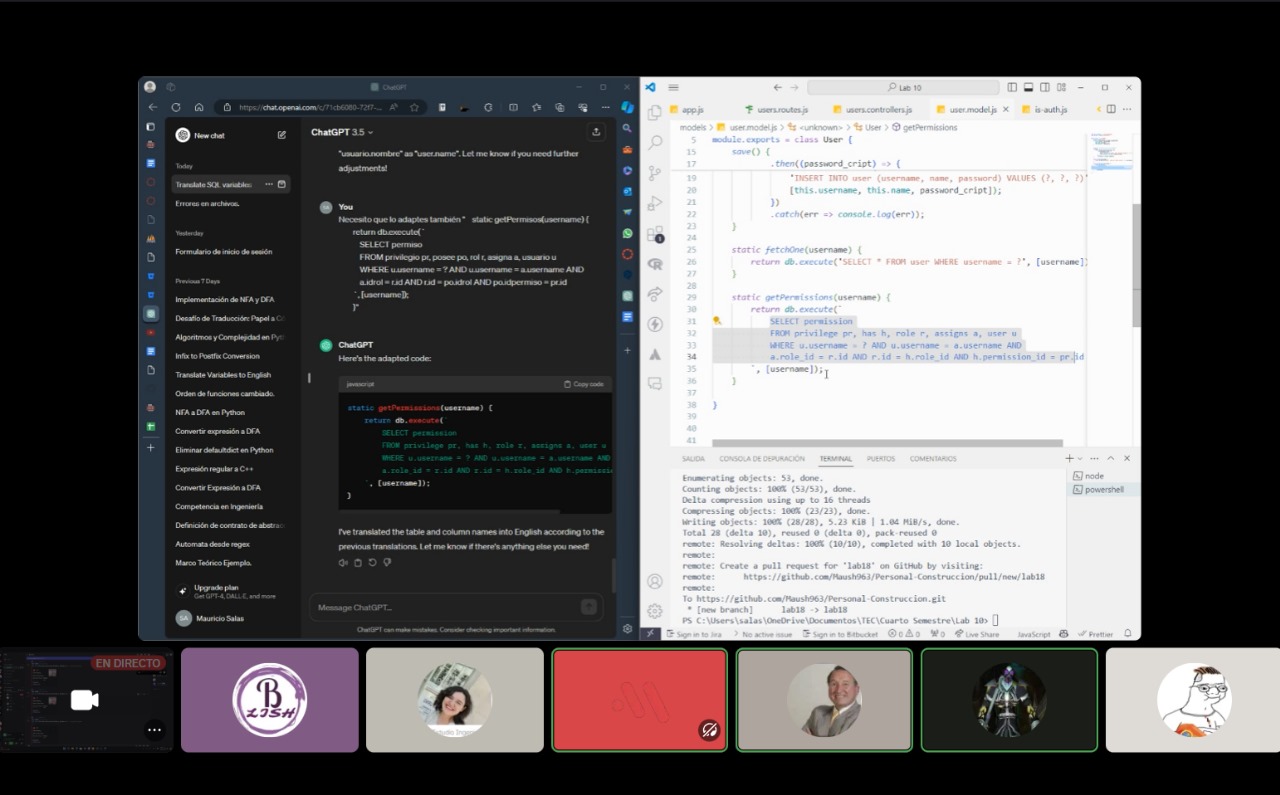 ChatGPT
https://chat.openai.com/c/71cb6080-72f7-...
New chat
Today
Translate SQL variables
Errores en archivos.
Yesterday
Formulario de inicio de sesión
Previous 7 Days
Implementación de NFA y DFA
Desafío de Traducción: Papel a Co
Algoritmos y Complejidad en Pyt
Infix to Postfix Conversion
Translate Variables to English
Orden de funciones cambiado.
NFA a DFA en Python
Convertir expresión a DFA
Eliminar defaultdict en Python
Expresión regular a C++
Convertir Expresión a DFA
Competencia en Ingeniería
Definición de contrato de abstrac
Automata desde regex
Marco Teórico Ejemplo.
Upgrade plan
Get GPT-4, DALL·E, and more
Mauricio Salas
ChatGPT 3.5
"usuario.nombre" as "user.name". Let me know if you need further
adjustments!
SA
You
Necesito que lo adaptes también " static getPermisos(username) {
return db.execute(`
SELECT permiso
FROM privilegio pr, posee po, rol r, asigna a, usuario u
WHERE u.username = ? AND u.username = a.username AND
a.idrol = r.id AND r.id = po.idrol AND po.idpermiso = pr.id
`, [username]);
}"
ChatGPT
Here's the adapted code:
javascript
Copy code
static getPermissions(username) {
return db.execute(`
SELECT permission
FROM privilege pr, has h, role r, assigns a, user u
WHERE u.username = ? AND u.username = a.username AND
a.role_id = r.id AND r.id = h.role_id AND h.permissio
`, [username]);
}
I've translated the table and column names into English according to the
previous translations. Let me know if there's anything else you need!
Message ChatGPT...
ChatGPT can make mistakes. Consider checking important information.
Lab 10
app.js
users.routes.js
users.controllers.js
user.model.js
is-auth.js
models > user.model.js > <unknown> > User > getPermissions
5 module.exports = class User {
15 save() {
17 .then((password_cript) => {
19 "INSERT INTO user (username, name, password) VALUES (?, ?, ?)"
20 [this.username, this.name, password_cript]);
21 })
22 .catch(err => console.log(err));
23 }
24
25 static fetchOne(username) {
26 return db.execute('SELECT * FROM user WHERE username = ?', [username])
27 }
28
29 static getPermissions(username) {
30 return db.execute(`
31 SELECT permission
32 FROM privilege pr, has h, role r, assigns a, user u
33 WHERE u.username = ? AND u.username = a.username AND
34 a.role_id = r.id AND r.id = h.role_id AND h.permission_id = pr.id
35 `, [username]);
36 }
37
38 }
39
40
41
SALIDA CONSOLA DE DEPURACIÓN TERMINAL PUERTOS COMENTARIOS
node
powershell
Enumerating objects: 53, done.
Counting objects: 100% (53/53), done.
Delta compression using up to 16 threads
Compressing objects: 100% (23/23), done.
Writing objects: 100% (28/28), 5.23 KiB | 1.04 MiB/s, done.
Total 28 (delta 10), reused 0 (delta 0), pack-reused 0
remote: Resolving deltas: 100% (10/10), completed with 10 local objects.
remote:
remote: Create a pull request for 'lab18' on GitHub by visiting:
remote: https://github.com/Maush963/Personal-Construccion/pull/new/lab18
remote:
To https://github.com/Maush963/Personal-Construccion.git
* [new branch] lab18 -> lab18
PS C:\Users\salas\OneDrive\Documentos\TEC\Cuarto Semestre\Lab 10>
Sign in to Jira
No active issue
Sign in to Bitbucket
0 0
0
Live Share
JavaScript
Prettier
EN DIRECTO
B
LISH